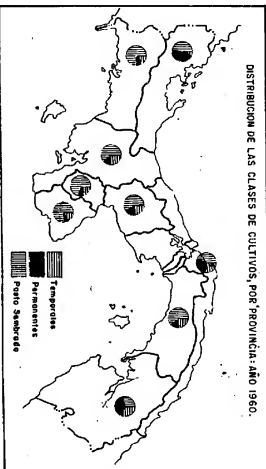 DISTRIBUCION DE LAS CLASES DE CULTIVOS, POR PROVINCIA: AÑO 1960.
Temporales
Permanentes
Pasto Sembrado